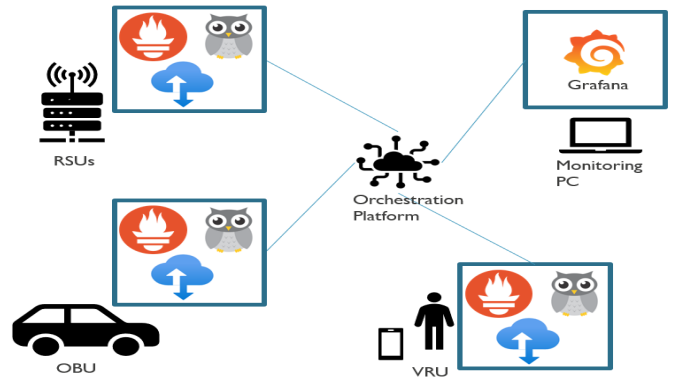 Grafana
RSUs
Monitoring
PC
Orchestration
Platform
OBU
VRU